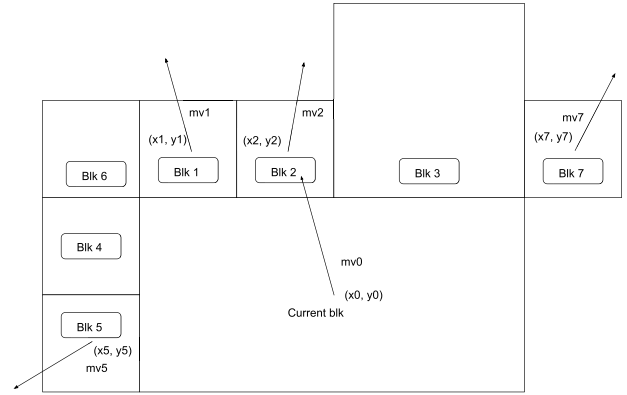 mv1
mv2
mv7
(x1, y1)
(x2, y2)
(x7, y7)
Blk 6
Blk 1
Blk 2
Blk 3
Blk 7
Blk 4
mv0
(x0, y0)
Current blk
Blk 5
(x5, y5)
mv5